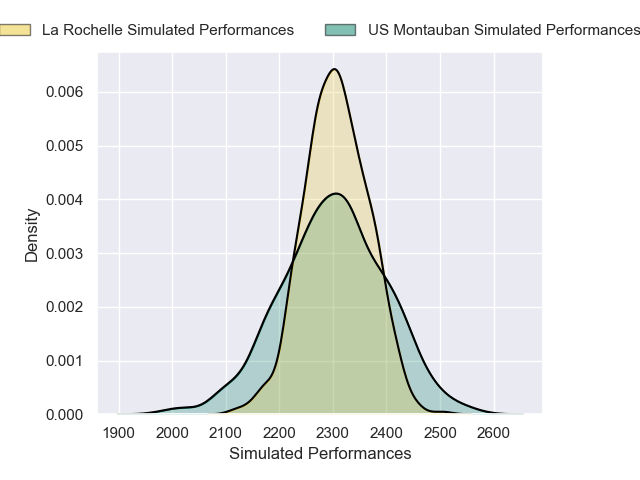 La Rochelle Simulated Performances US Montauban Simulated Performances
0.006
0.005
0.004
0.003
0.002
0.001
0.000
Density
1900 2000 2100 2200 2300 2400 2500 2600
Simulated Performances